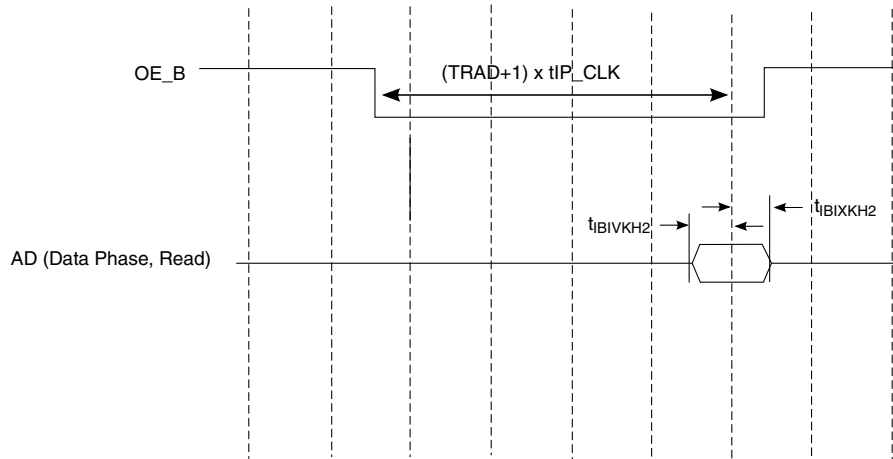 OE_B
(TRAD+1) x tIP_CLK
tIBIVKH2
tIBIXKH2
AD (Data Phase, Read)